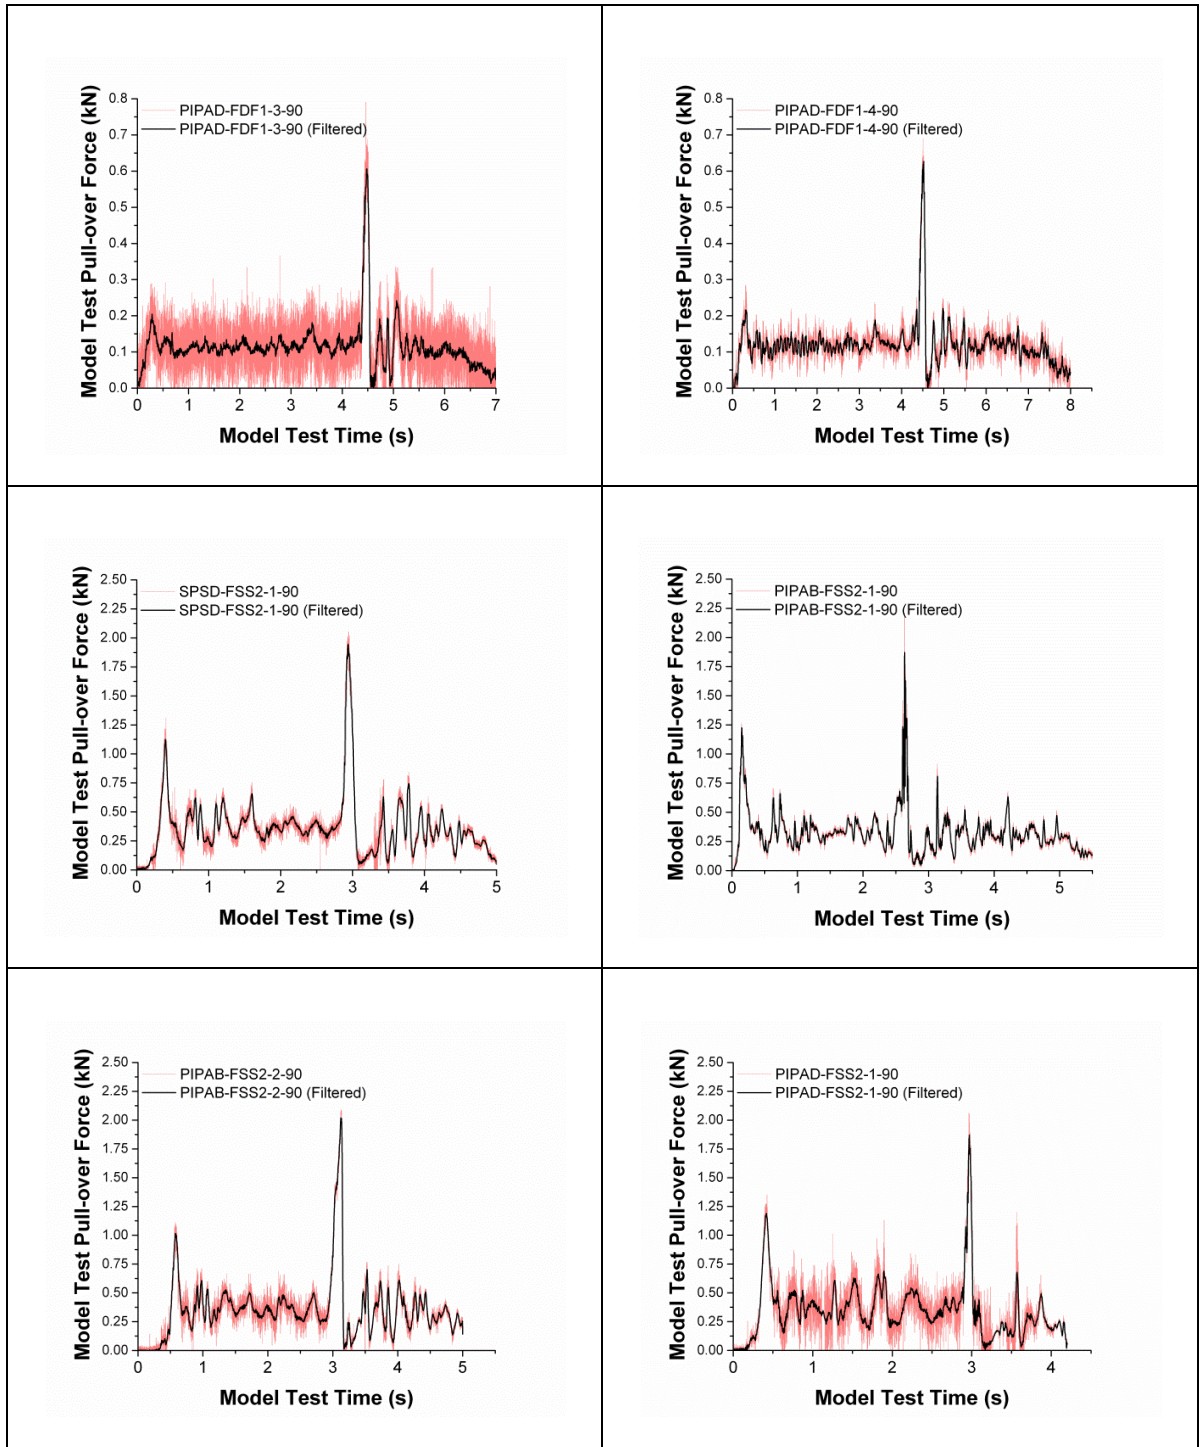 PIPAD-FDF1-3-90
PIPAD-FDF1-3-90 (Filtered)
Model Test Pull-over Force (kN)
0.8
0.7
0.6
0.5
0.4
0.3
0.2
0.1
0.0
0 1 2 3 4 5 6 7
Model Test Time (s)
PIPAD-FDF1-4-90
PIPAD-FDF1-4-90 (Filtered)
Model Test Pull-over Force (kN)
0.8
0.7
0.6
0.5
0.4
0.3
0.2
0.1
0.0
0 1 2 3 4 5 6 7 8
Model Test Time (s)
SPSD-FSS2-1-90
SPSD-FSS2-1-90 (Filtered)
Model Test Pull-over Force (kN)
2.50
2.25
2.00
1.75
1.50
1.25
1.00
0.75
0.50
0.25
0.00
0 1 2 3 4 5
Model Test Time (s)
PIPAB-FSS2-1-90
PIPAB-FSS2-1-90 (Filtered)
Model Test Pull-over Force (kN)
2.50
2.25
2.00
1.75
1.50
1.25
1.00
0.75
0.50
0.25
0.00
0 1 2 3 4 5
Model Test Time (s)
PIPAB-FSS2-2-90
PIPAB-FSS2-2-90 (Filtered)
Model Test Pull-over Force (kN)
2.50
2.25
2.00
1.75
1.50
1.25
1.00
0.75
0.50
0.25
0.00
0 1 2 3 4 5
Model Test Time (s)
PIPAD-FSS2-1-90
PIPAD-FSS2-1-90 (Filtered)
Model Test Pull-over Force (kN)
2.50
2.25
2.00
1.75
1.50
1.25
1.00
0.75
0.50
0.25
0.00
0 1 2 3 4
Model Test Time (s)